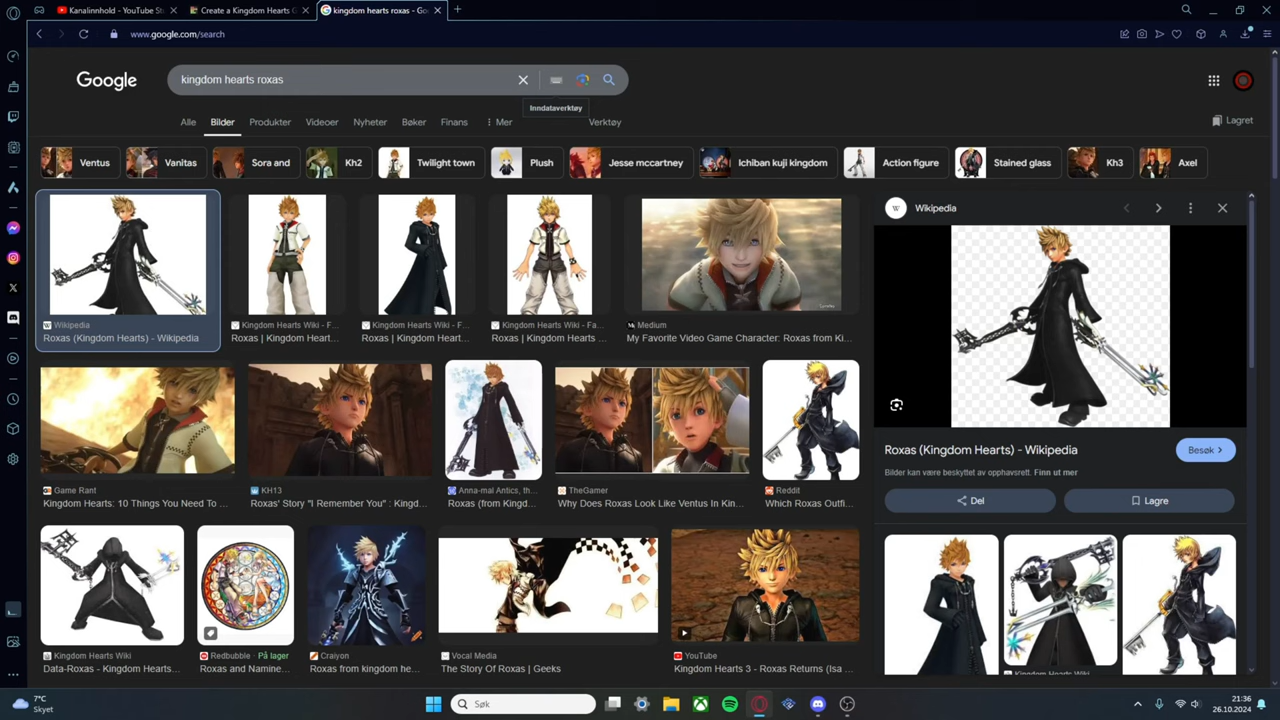 Kanalinnhold - YouTube St
Create a Kingdom Hearts C
kingdom hearts roxas - Go
www.google.com/search
Google
kingdom hearts roxas
Inndataverktøy
Alle
Bilder
Produkter
Videoer
Nyheter
Bøker
Finans
Mer
Verktøy
Lagret
Ventus
Vanitas
Sora and
Kh2
Twilight town
Plush
Jesse mccartney
Ichiban kuji kingdom
Action figure
Stained glass
Kh3
Axel
Wikipedia
Roxas (Kingdom Hearts) - Wikipedia
Kingdom Hearts Wiki - F...
Roxas | Kingdom Heart...
Kingdom Hearts Wiki - F...
Roxas | Kingdom Heart...
Kingdom Hearts Wiki - Fa...
Roxas | Kingdom Hearts ...
Medium
My Favorite Video Game Character: Roxas from Ki...
Game Rant
Kingdom Hearts: 10 Things You Need To ...
KH13
Roxas' Story "I Remember You" : Kingd...
Anna-mal Antics, th...
Roxas (from Kingd...
TheGamer
Why Does Roxas Look Like Ventus In Kin...
Reddit
Which Roxas Outfi...
Kingdom Hearts Wiki
Data-Roxas - Kingdom Hearts...
Redbubble · På lager
Roxas and Namine...
Craiyon
Roxas from kingdom he...
Vocal Media
The Story Of Roxas | Geeks
YouTube
Kingdom Hearts 3 - Roxas Returns (Isa ...
Wikipedia
Roxas (Kingdom Hearts) - Wikipedia
Besøk
Bilder kan være beskyttet av opphavsrett. Finn ut mer
Del
Lagre
Kingdom Hearts Wiki
7°C
Skyet
Søk
21:36
26.10.2024